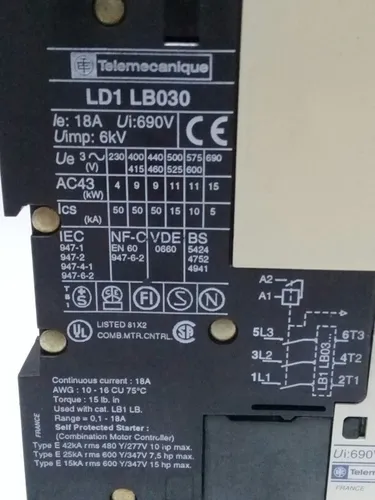 Telemecanique
LD1 LB030
Ie: 18A Ui:690V
Uimp: 6kV
Ue 3~ (V) 230 400 415 440 460 500 525 575 600 690
AC43 (kW) 4 9 9 11 11 15
Ics (kA) 50 50 50 15 10 5
IEC NF-C VDE BS
947-1 EN 60 0660 5424
947-2 947-6-2 4752
947-4-1 4941
947-6-2
A2
A1
5L3 6T3
3L2 4T2
1L1 2T1
LB1 LB03...
LISTED 81X2
COMB.MTR.CNTRL.
Continuous current : 18A
AWG : 10 - 16 CU 75°C
Torque : 15 lb. in
Used with cat. LB1 LB.
Range = 0,1 - 18A
Self Protected Starter :
(Combination Motor Controller)
Type E 42kA rms 480 Y/277V 10 hp max.
Type E 25kA rms 600 Y/347V 7,5 hp max.
Type E 15kA rms 600 Y/347V 15 hp max.
FRANCE
Ui:690V
Telemec
FRANCE